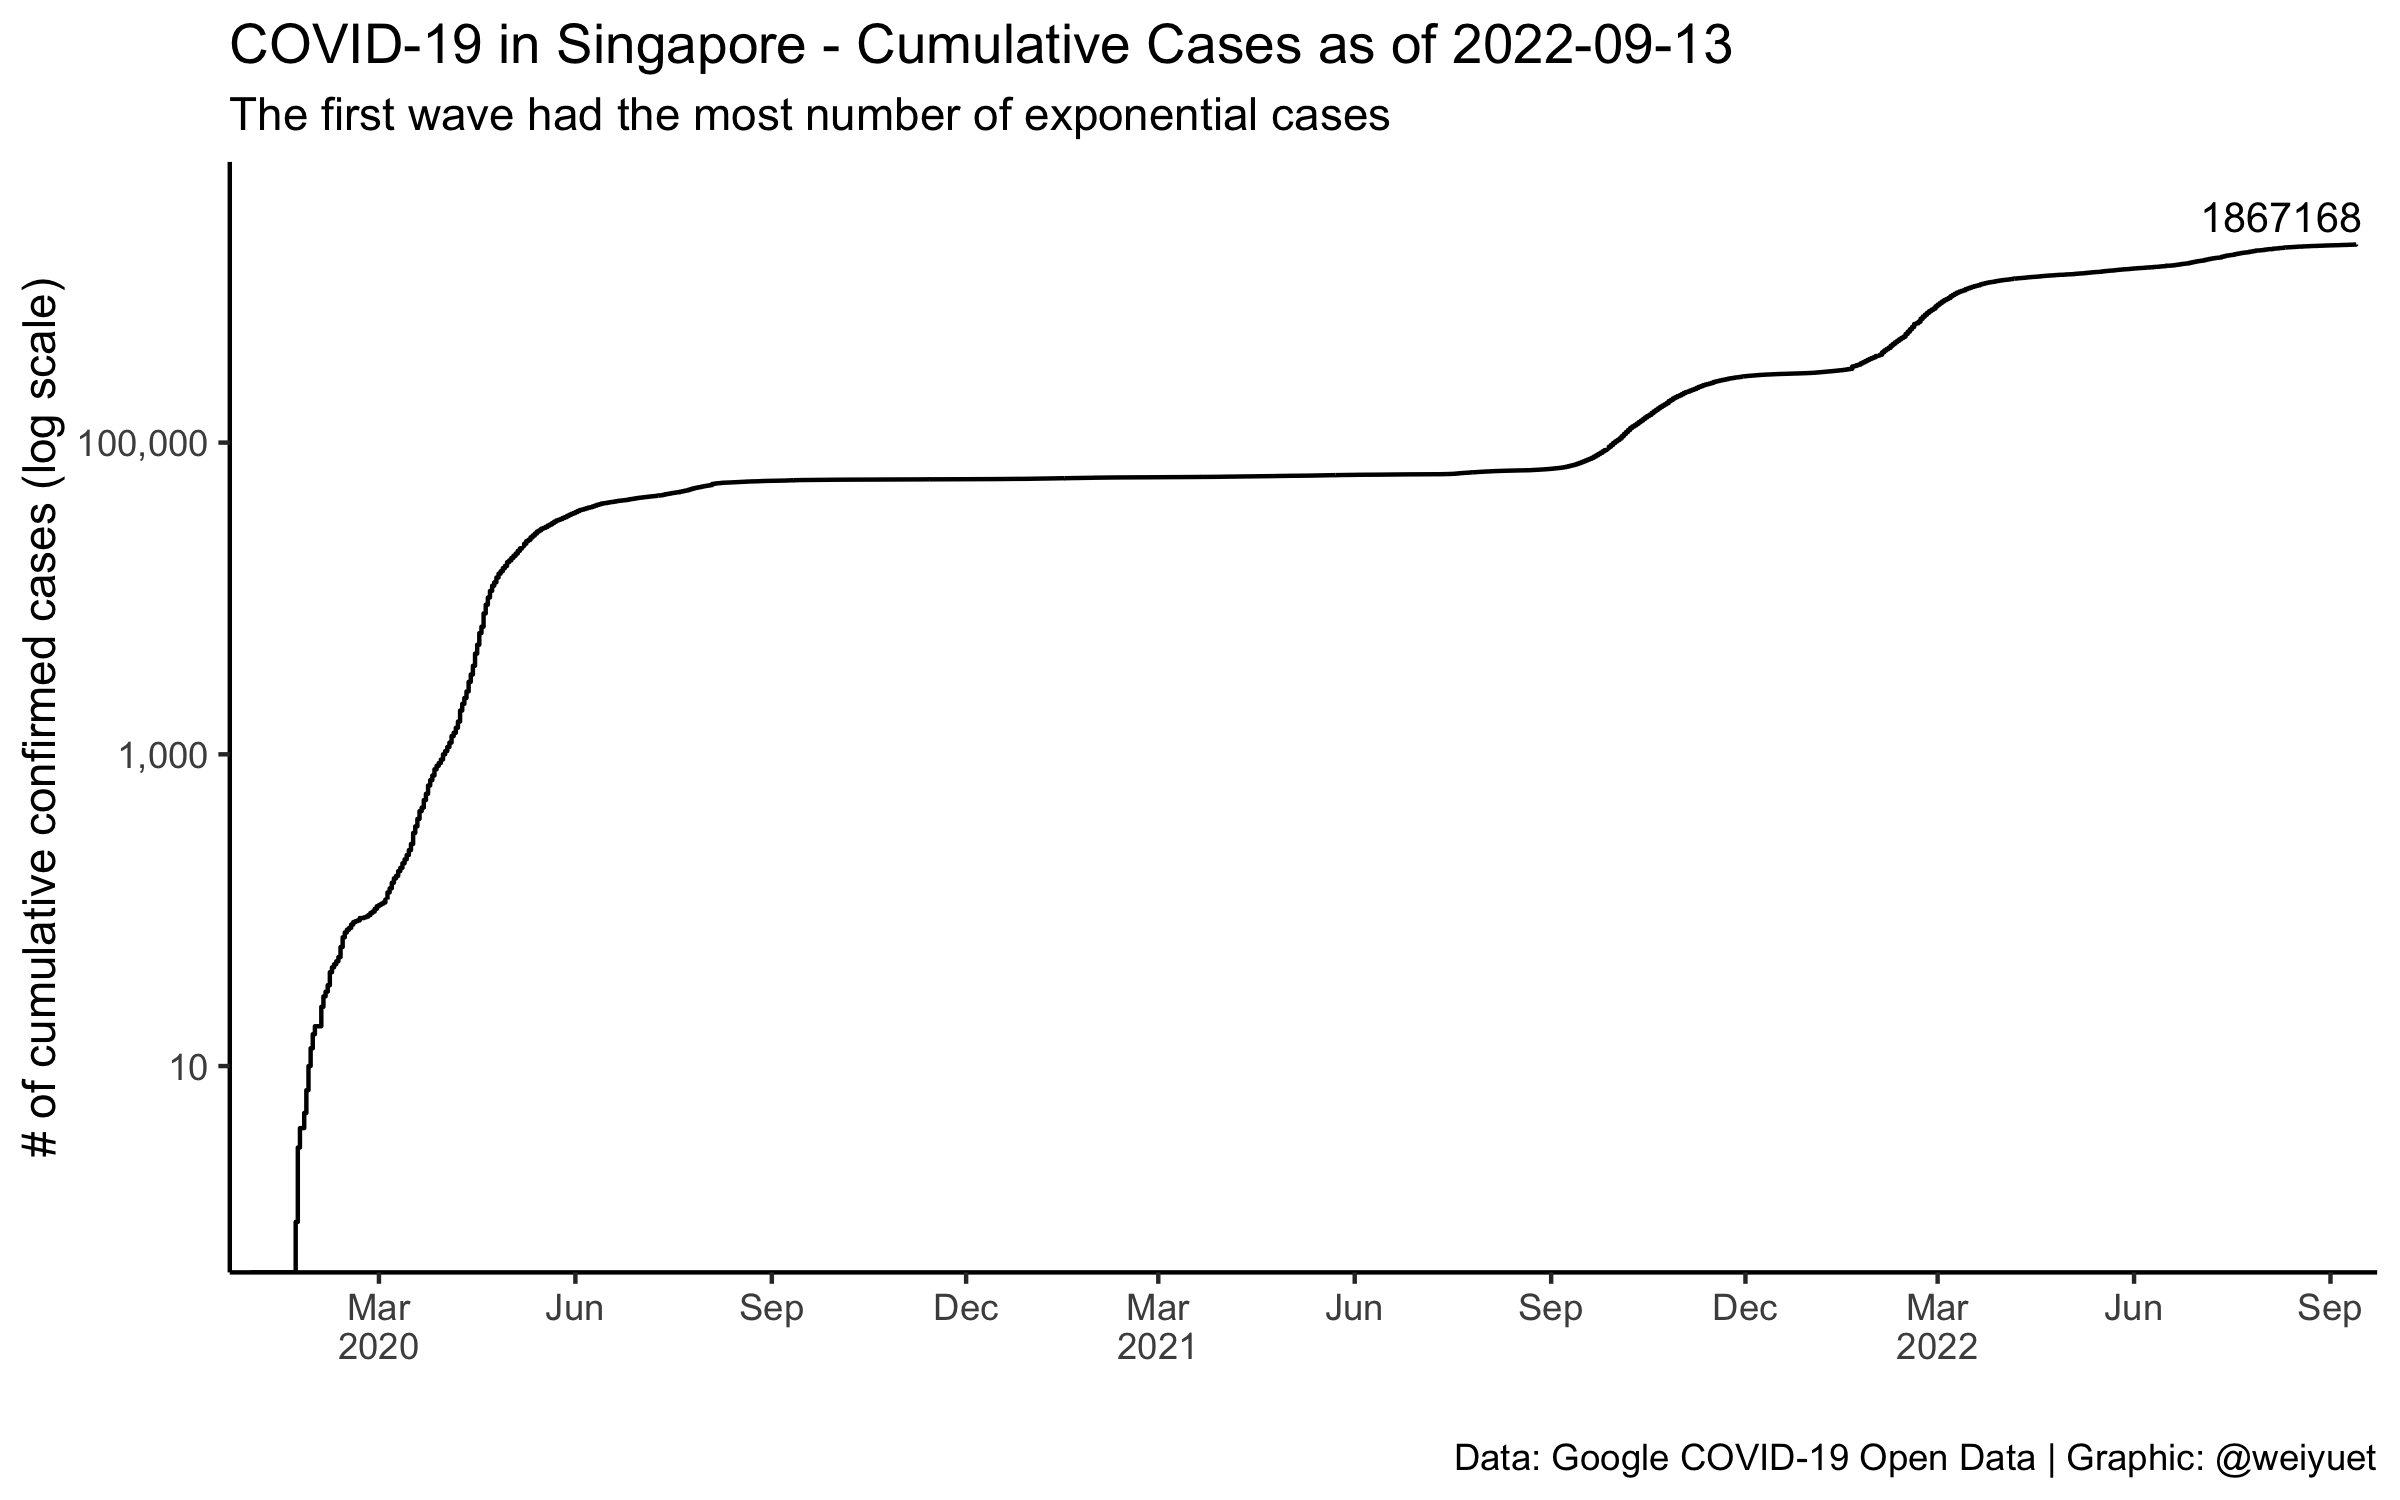 COVID-19 in Singapore - Cumulative Cases as of 2022-09-13
The first wave had the most number of exponential cases
# of cumulative confirmed cases (log scale)
1867168
100,000
1,000
10
Mar Jun Sep Dec Mar Jun Sep Dec Mar Jun Sep
2020 2021 2022
Data: Google COVID-19 Open Data | Graphic: @weiyuet